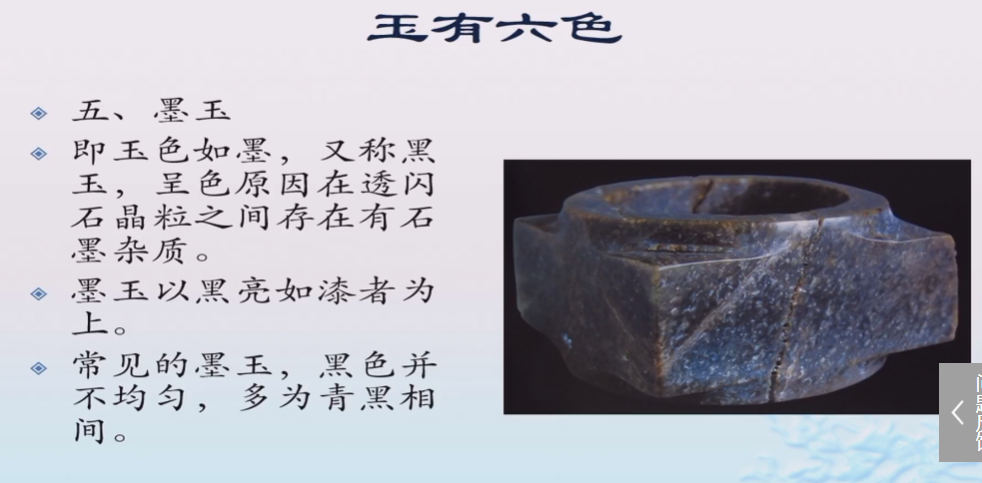 玉有六色
五、墨玉
即玉色如墨，又称黑
玉，呈色原因在透闪
石晶粒之间存在有石
墨杂质。
墨玉以黑亮如漆者为
上。
常见的墨玉，黑色并
不均匀，多为青黑相
间。